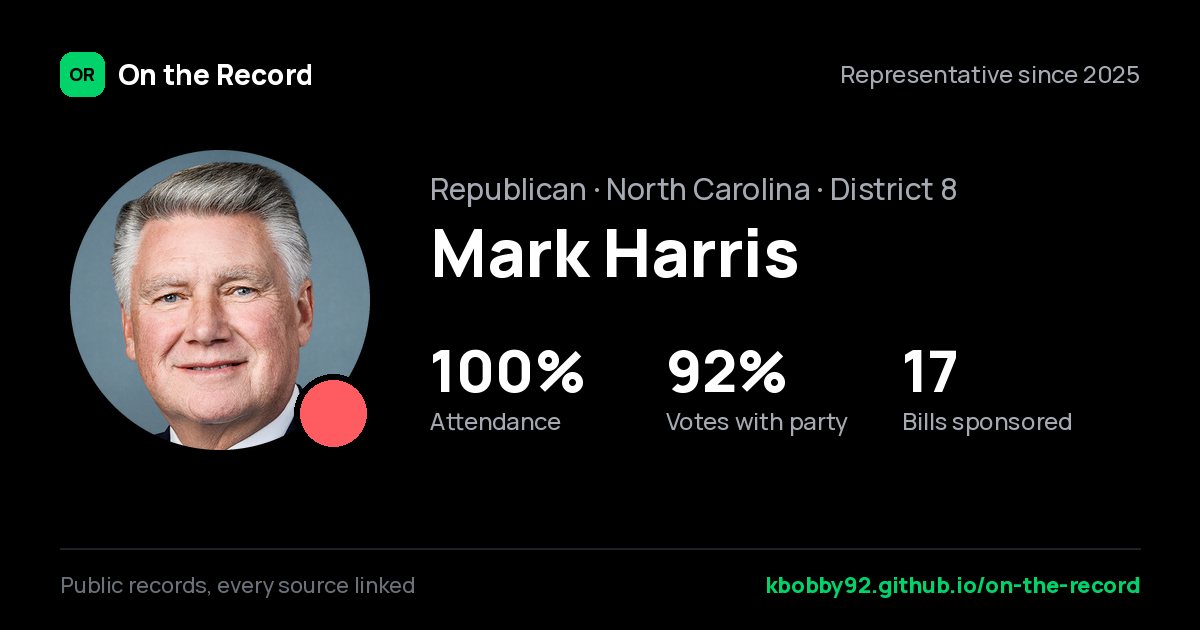 OR On the Record
Representative since 2025
Republican · North Carolina · District 8
Mark Harris
100% 92% 17
Attendance Votes with party Bills sponsored
Public records, every source linked
kbobby92.github.io/on-the-record